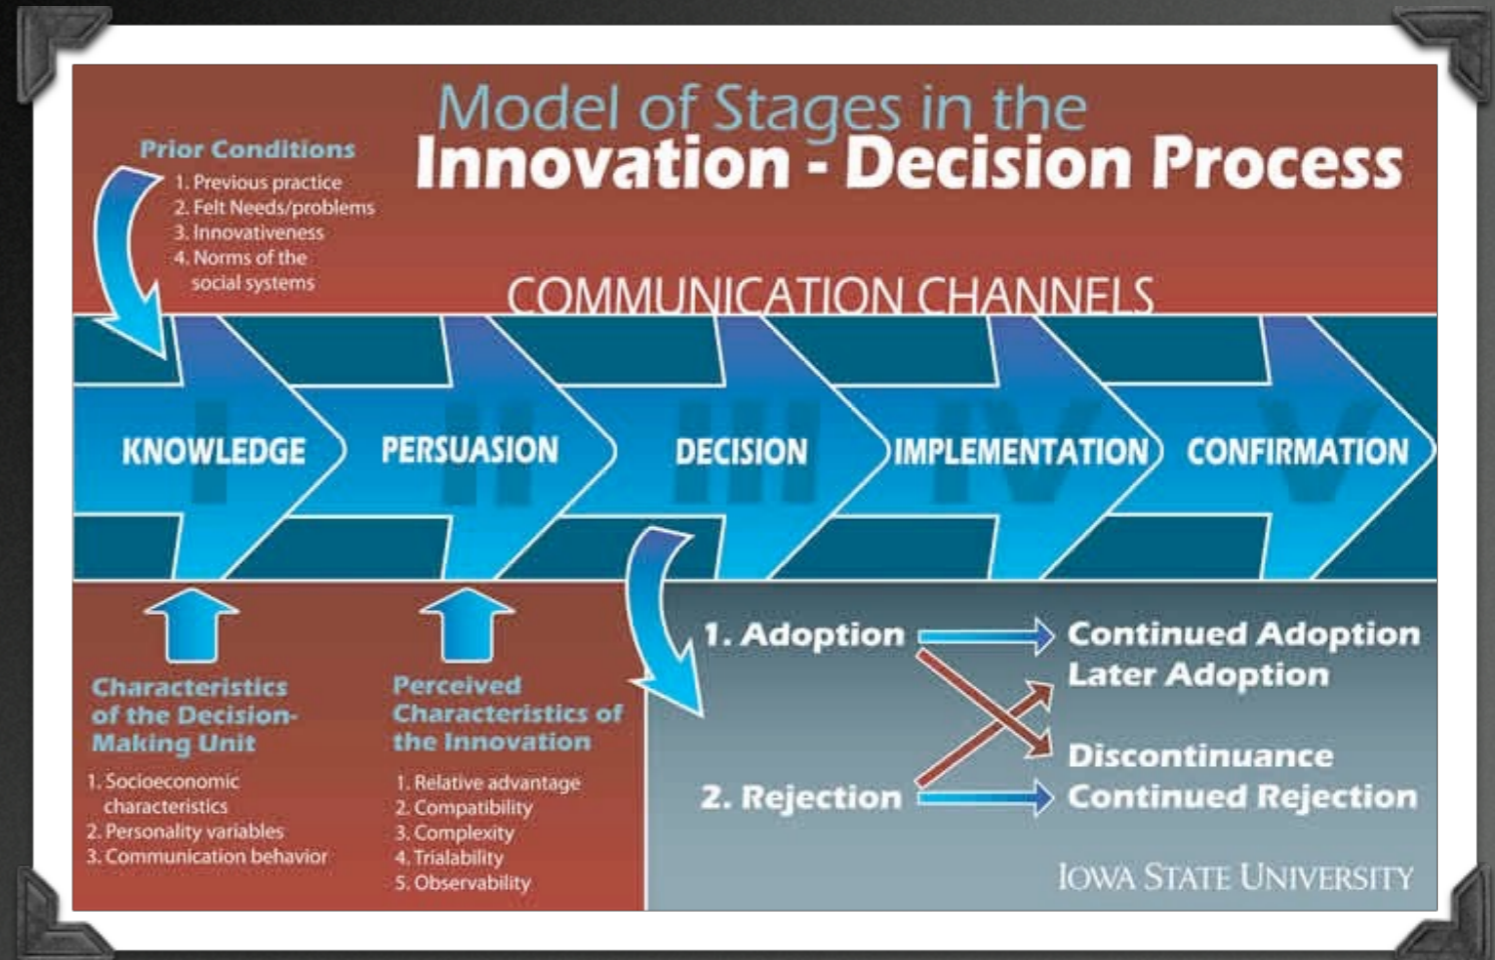 Model of Stages in the
Innovation - Decision Process
Prior Conditions
1. Previous practice
2. Felt Needs/problems
3. Innovativeness
4. Norms of the
social systems
COMMUNICATION CHANNELS
I
KNOWLEDGE
II
PERSUASION
III
DECISION
IV
IMPLEMENTATION
V
CONFIRMATION
Characteristics
of the Decision-
Making Unit
1. Socioeconomic
characteristics
2. Personality variables
3. Communication behavior
Perceived
Characteristics of
the Innovation
1. Relative advantage
2. Compatibility
3. Complexity
4. Trialability
5. Observability
1. Adoption
Continued Adoption
Later Adoption
Discontinuance
2. Rejection
Continued Rejection
IOWA STATE UNIVERSITY